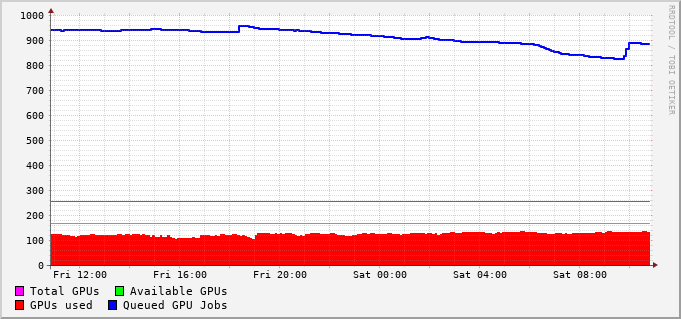 1000
900
800
700
600
500
400
300
200
100
0
Fri 12:00 Fri 16:00 Fri 20:00 Sat 00:00 Sat 04:00 Sat 08:00
Total GPUs Available GPUs
GPUs used Queued GPU Jobs
RRDTOOL / TOBI OETIKER